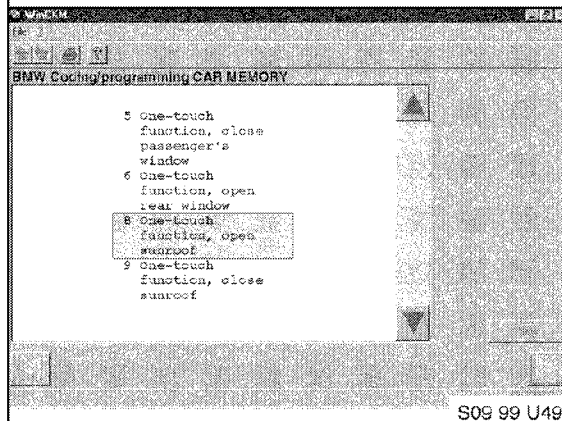 BMW Coding/programming CAR MEMORY
5 One-touch
function, close
passenger's
window
6 One-touch
function, open
rear window
8 One-touch
function, open
sunroof
9 One-touch
function, close
sunroof
S09 99 U49